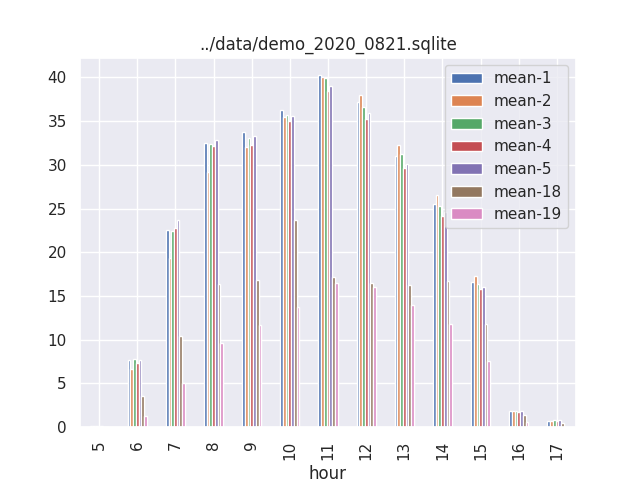 ../data/demo_2020_0821.sqlite
40
35
30
25
20
15
10
5
0
mean-1
mean-2
mean-3
mean-4
mean-5
mean-18
mean-19
5 6 7 8 9 10 11 12 13 14 15 16 17
hour